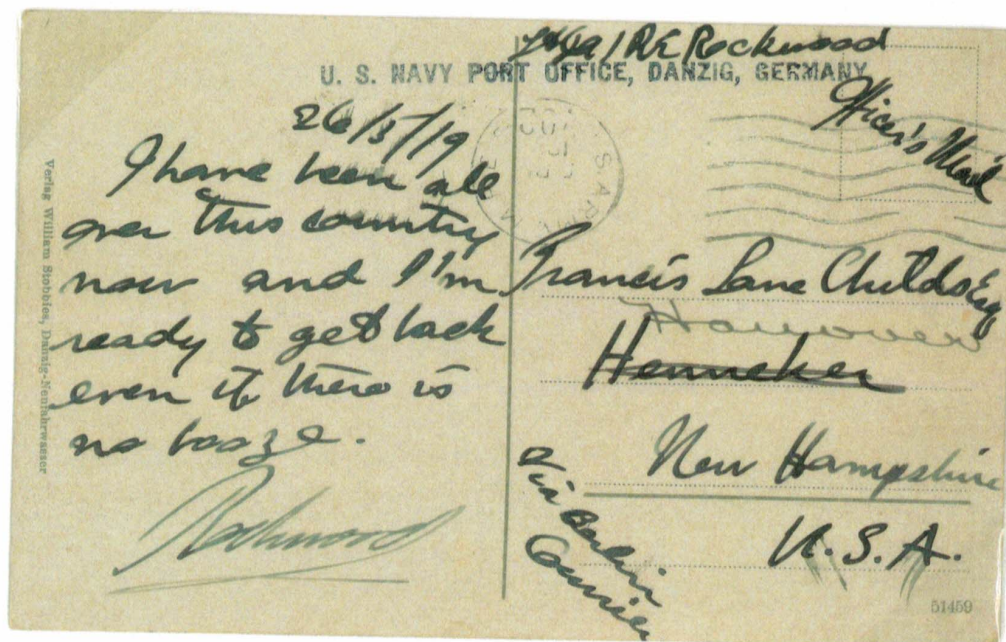 R E Rockwood
U. S. NAVY PORT OFFICE, DANZIG, GERMANY
Officer's Mail
26/8/19
I have been all
over this country
now and I'm
ready to get back
even if there is
no booze.
Rockwood
Francis Lane Childs Esq
Hanover
Henneker
New Hampshire
U.S.A.
Via Berlin
Courier
Verlag William Stobbies, Danzig-Neufahrwasser
51459